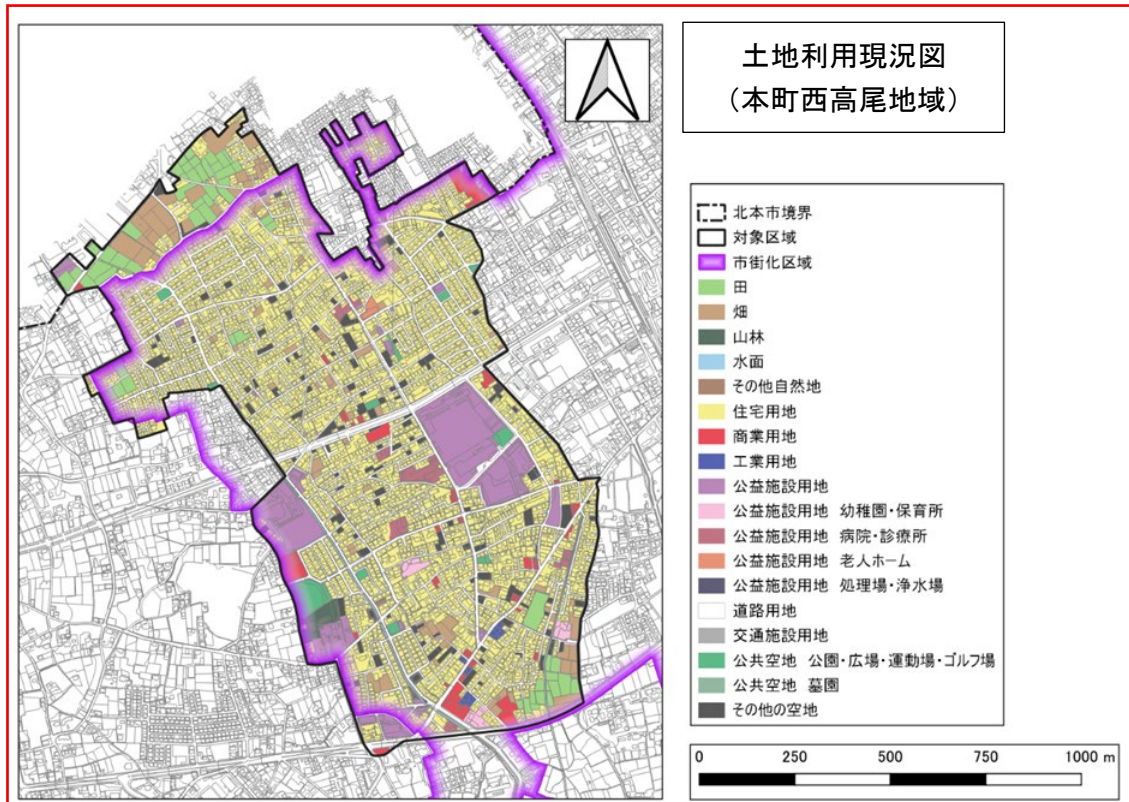 土地利用現況図
（本町西高尾地域）
北本市境界
対象区域
市街化区域
田
畑
山林
水面
その他自然地
住宅用地
商業用地
工業用地
公益施設用地
公益施設用地 幼稚園・保育所
公益施設用地 病院・診療所
公益施設用地 老人ホーム
公益施設用地 処理場・浄水場
道路用地
交通施設用地
公共空地 公園・広場・運動場・ゴルフ場
公共空地 墓園
その他の空地
0 250 500 750 1000 m